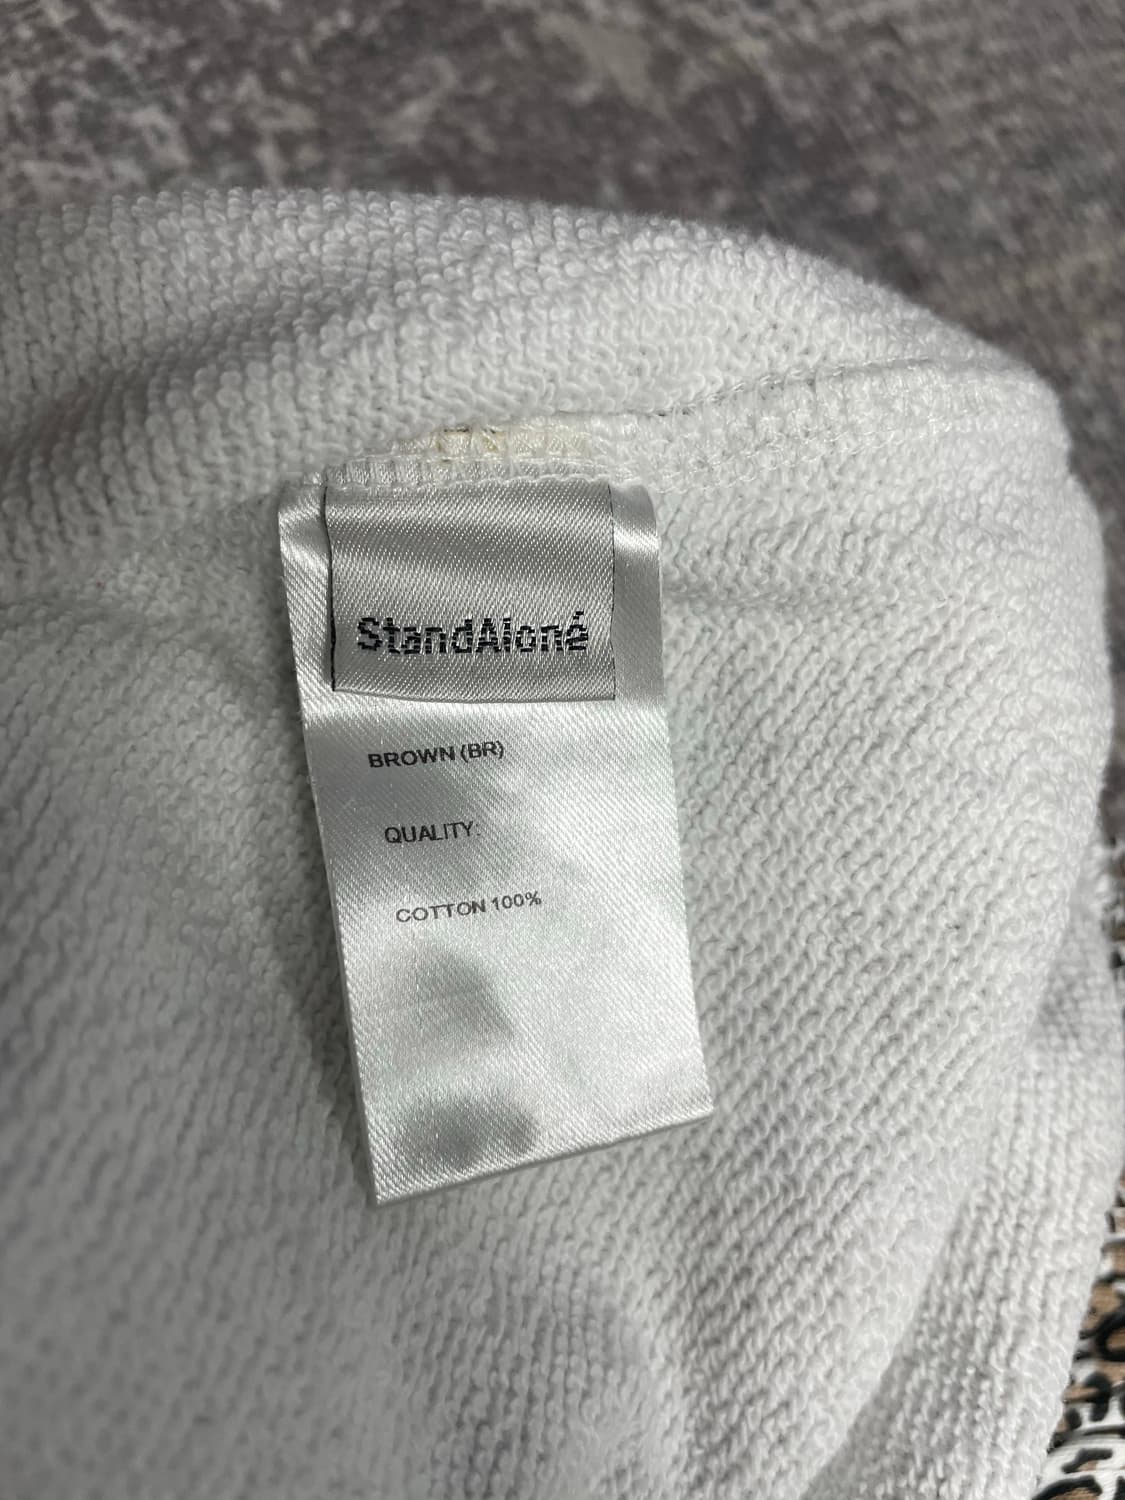 StandAloné
BROWN (BR)
QUALITY:
COTTON 100%